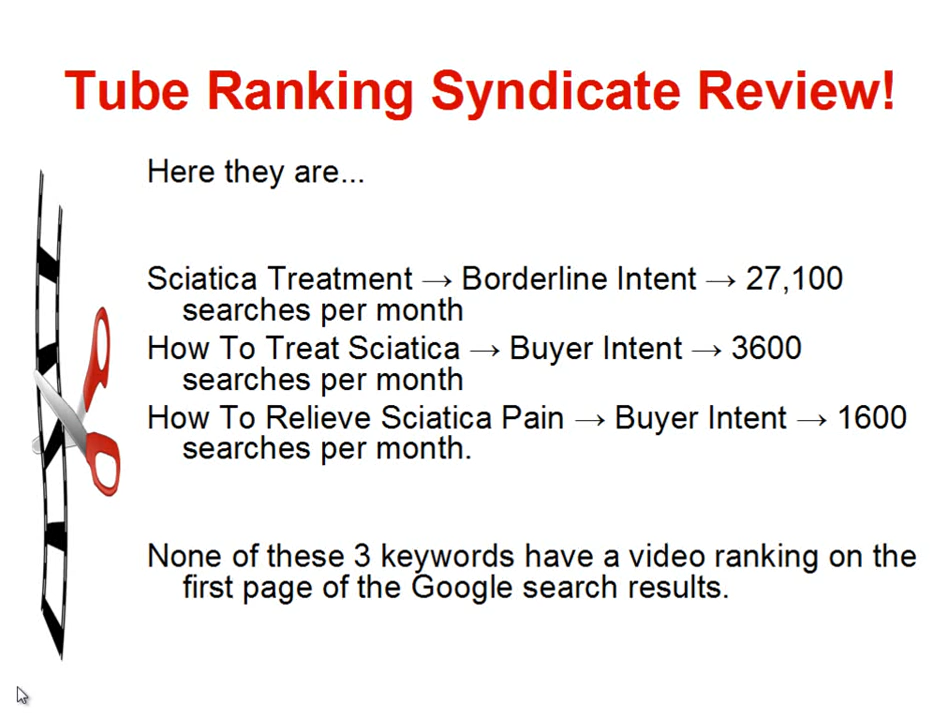 Tube Ranking Syndicate Review!
Here they are...
Sciatica Treatment → Borderline Intent → 27,100
searches per month
How To Treat Sciatica → Buyer Intent → 3600
searches per month
How To Relieve Sciatica Pain → Buyer Intent → 1600
searches per month.
None of these 3 keywords have a video ranking on the
first page of the Google search results.